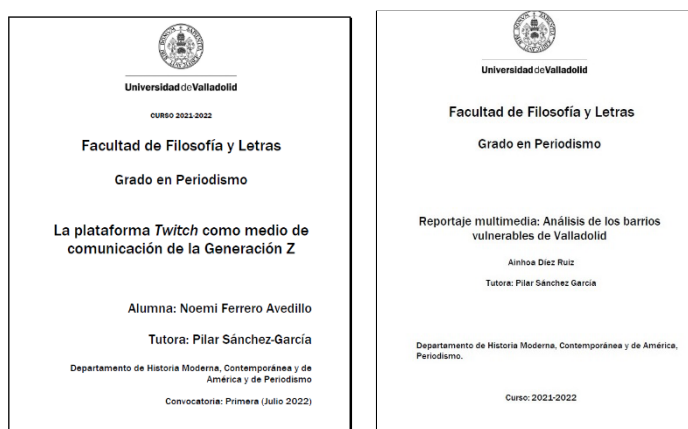 Universidad de Valladolid
CURSO 2021-2022
Facultad de Filosofía y Letras
Grado en Periodismo
La plataforma Twitch como medio de
comunicación de la Generación Z
Alumna: Noemi Ferrero Avedillo
Tutora: Pilar Sánchez-García
Departamento de Historia Moderna, Contemporánea y de
América y de Periodismo
Convocatoria: Primera (Julio 2022)
Universidad de Valladolid
Facultad de Filosofía y Letras
Grado en Periodismo
Reportaje multimedia: Análisis de los barrios
vulnerables de Valladolid
Ainhoa Díez Ruiz
Tutora: Pilar Sánchez García
Departamento de Historia Moderna, Contemporánea y de América,
Periodismo.
Curso: 2021-2022